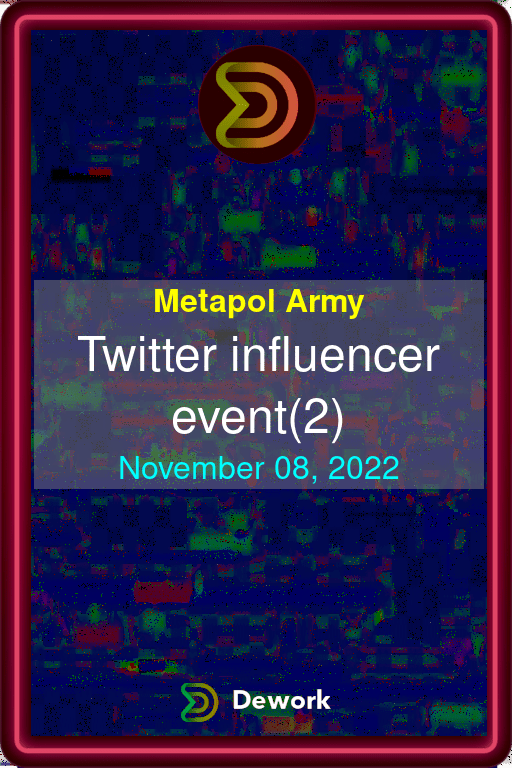 Metapol Army
Twitter influencer
event(2)
November 08, 2022
Dework